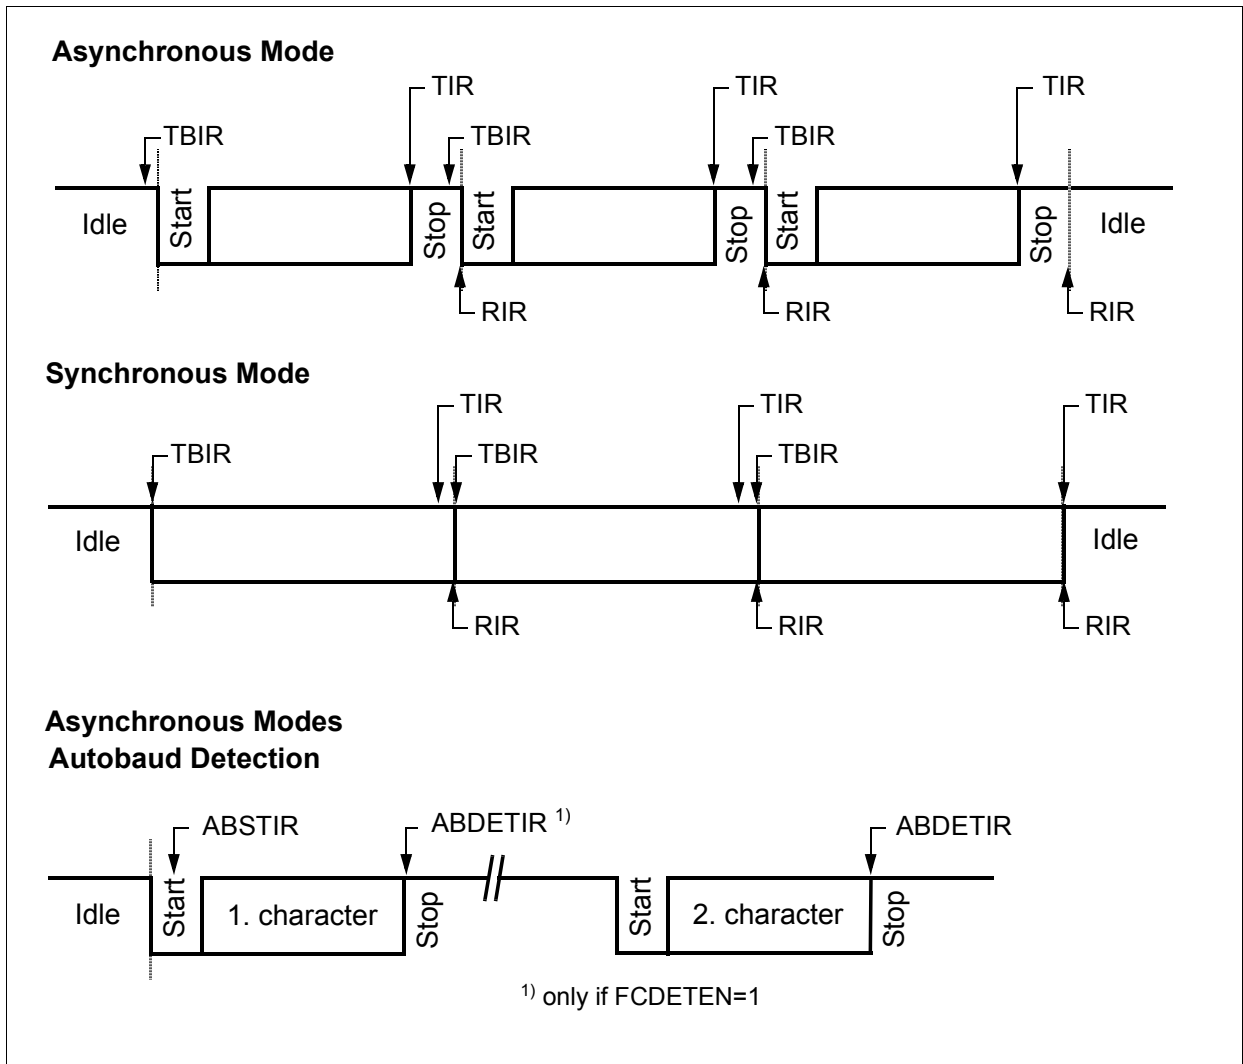 Asynchronous Mode
TIR TIR TIR
TBIR TBIR TBIR
Idle Start Stop Start Stop Start Stop Idle
RIR RIR RIR
Synchronous Mode
TIR TIR TIR
TBIR TBIR TBIR
Idle Idle
RIR RIR RIR
Asynchronous Modes
Autobaud Detection
ABSTIR ABDETIR 1) ABDETIR
Idle Start 1. character Stop Start 2. character Stop
1) only if FCDETEN=1